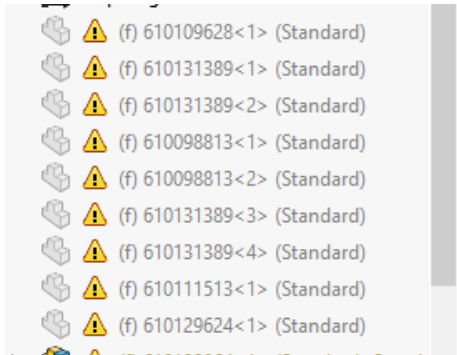 (f) 610109628<1> (Standard)
(f) 610131389<1> (Standard)
(f) 610131389<2> (Standard)
(f) 610098813<1> (Standard)
(f) 610098813<2> (Standard)
(f) 610131389<3> (Standard)
(f) 610131389<4> (Standard)
(f) 610111513<1> (Standard)
(f) 610129624<1> (Standard)